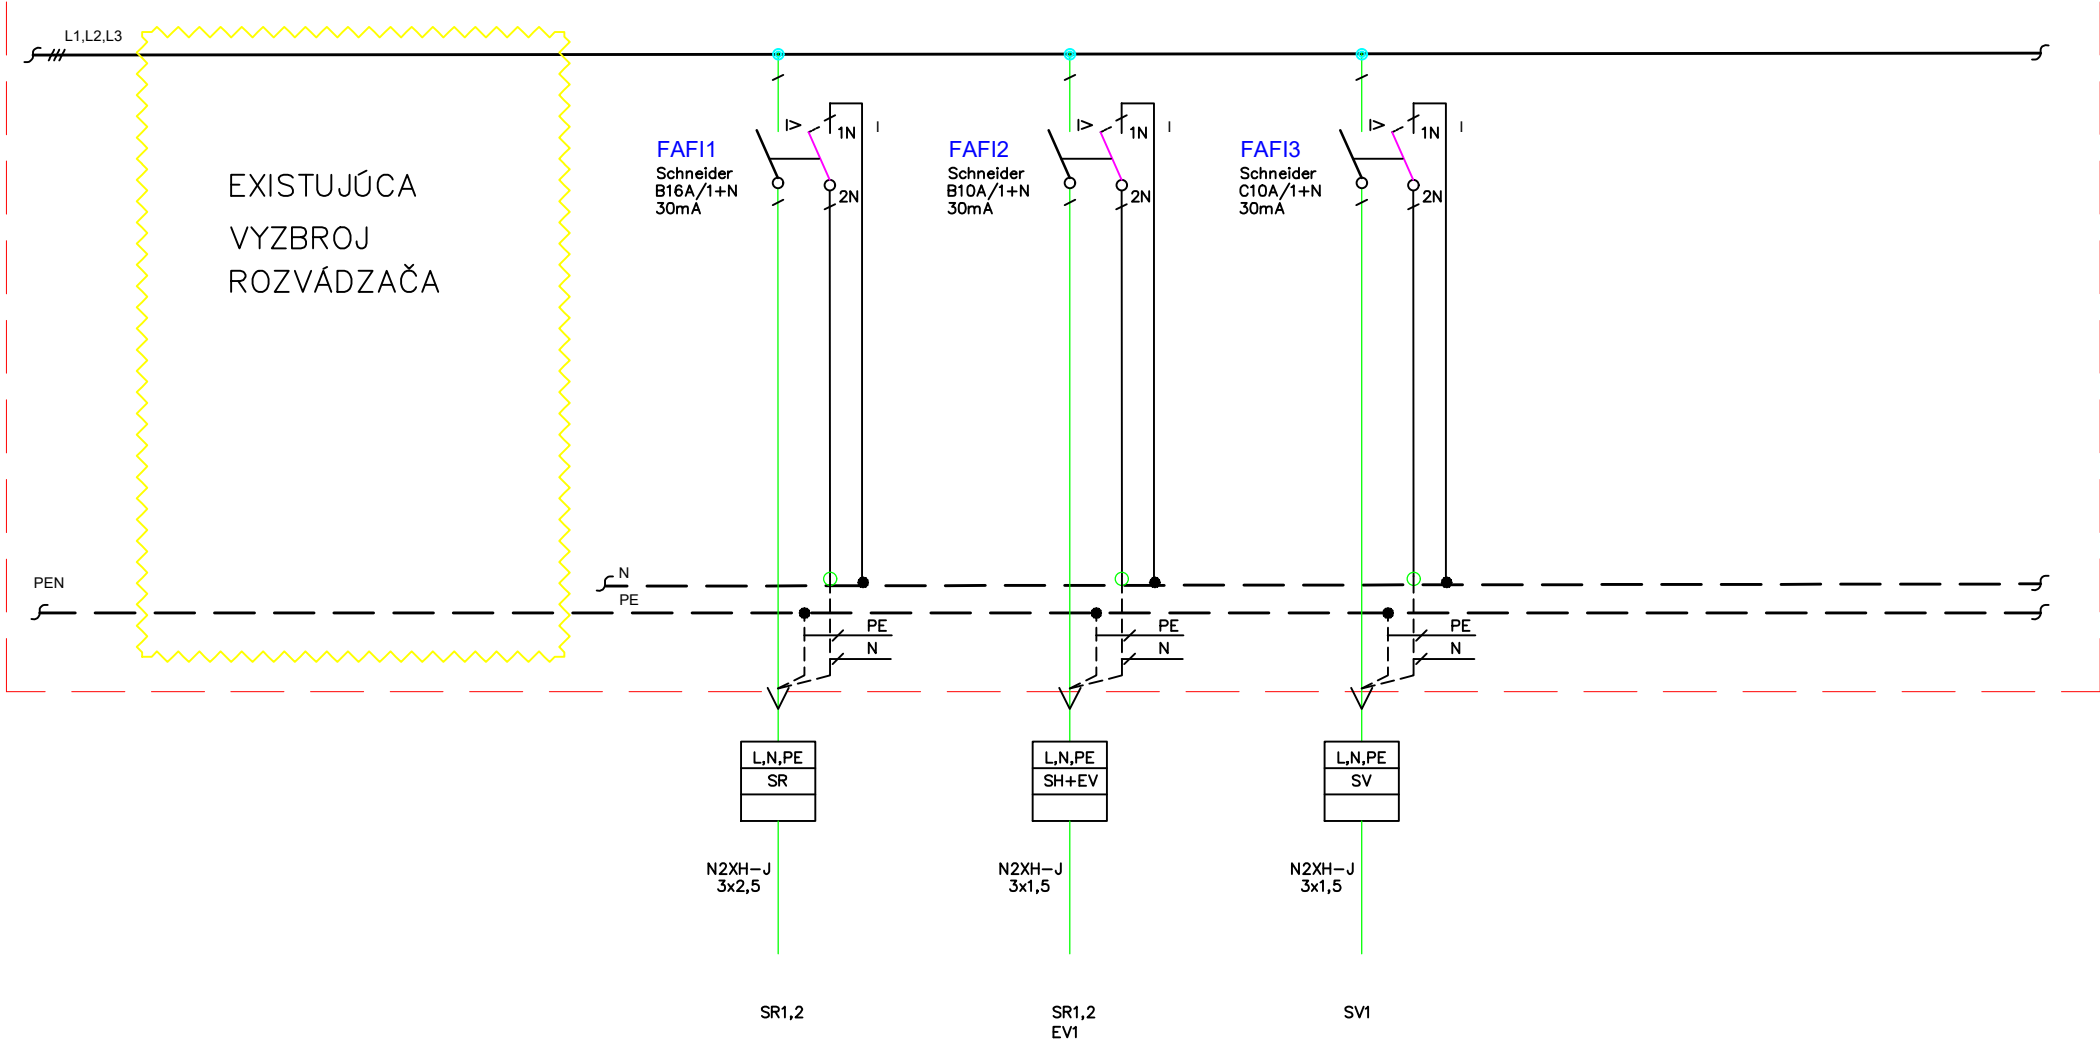 L1,L2,L3
EXISTUJÚCA
VYZBROJ
ROZVÁDZAČA
FAFI1
Schneider
B16A/1+N
30mA
I>
1N
I
2N
FAFI2
Schneider
B10A/1+N
30mA
I>
1N
I
2N
FAFI3
Schneider
C10A/1+N
30mA
I>
1N
I
2N
PEN
N
PE
PE
N
PE
N
PE
N
L,N,PE
SR
L,N,PE
SH+EV
L,N,PE
SV
N2XH-J
3x2,5
N2XH-J
3x1,5
N2XH-J
3x1,5
SR1,2
SR1,2
EV1
SV1